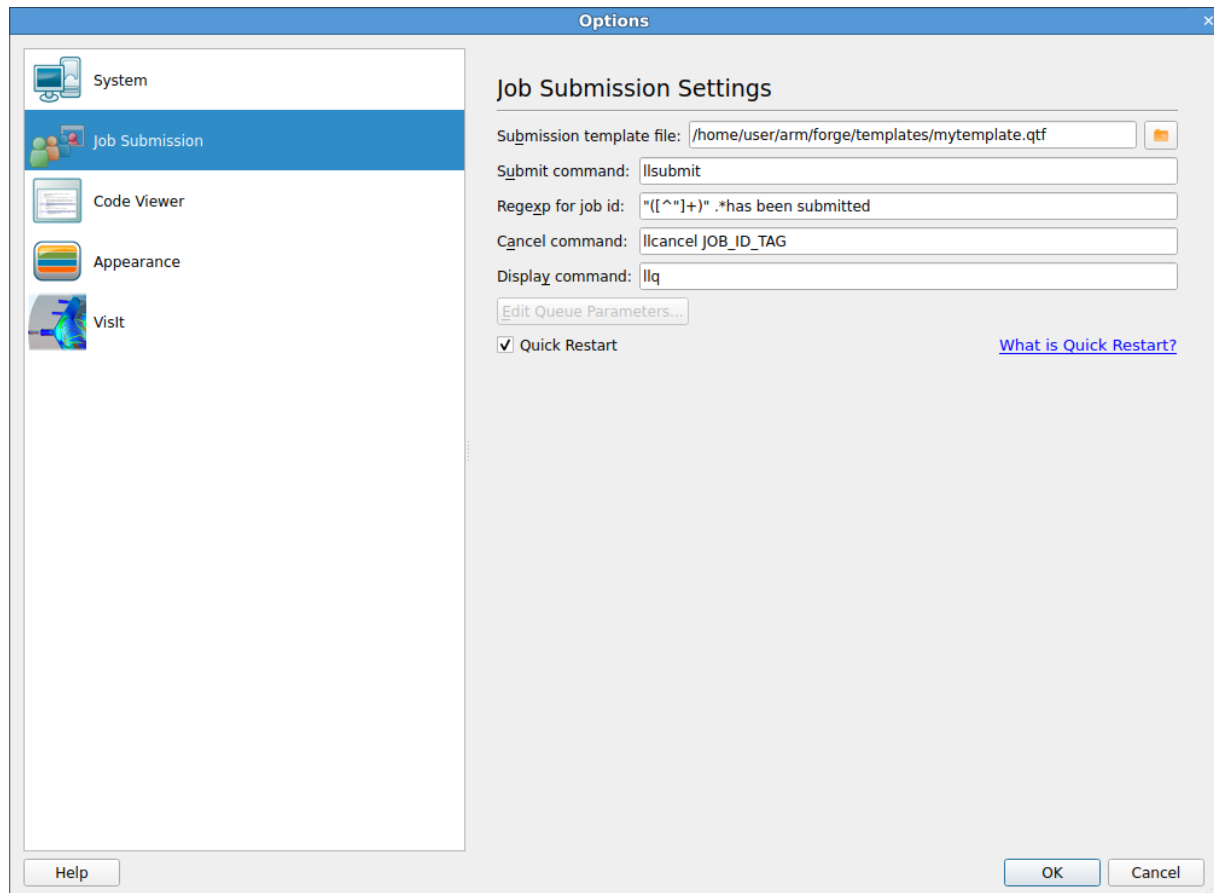 Options
System
Job Submission
Code Viewer
Appearance
VisIt
Job Submission Settings
Submission template file: /home/user/arm/forge/templates/mytemplate.qtf
Submit command: llsubmit
Regexp for job id: "([^"]+)" .*has been submitted
Cancel command: llcancel JOB_ID_TAG
Display command: llq
Edit Queue Parameters...
Quick Restart What is Quick Restart?
Help OK Cancel